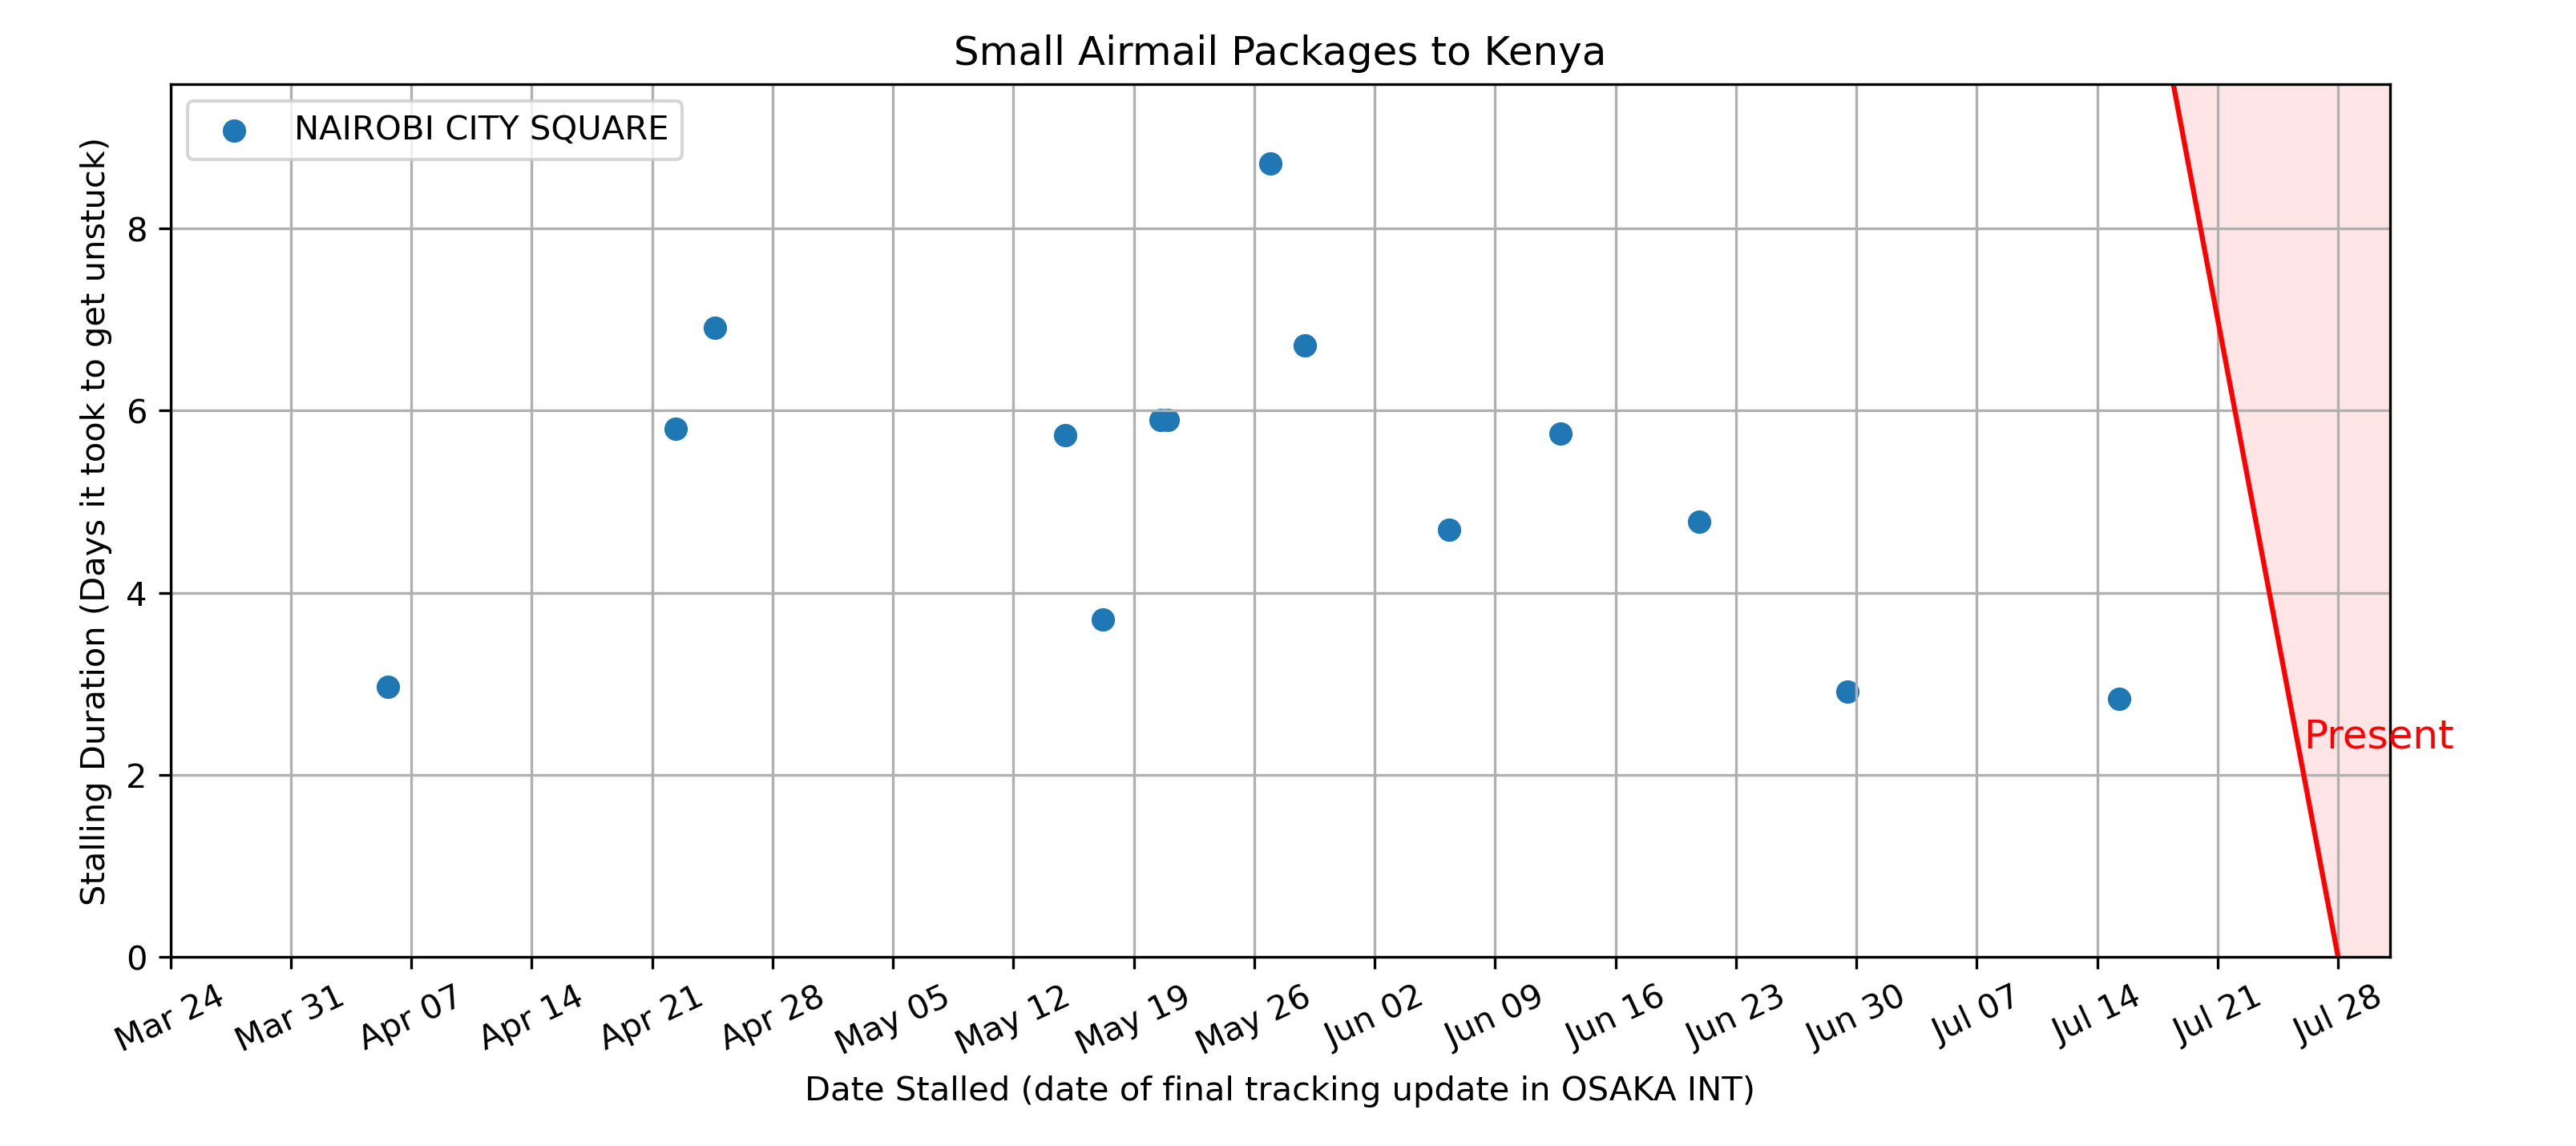 Small Airmail Packages to Kenya
NAIROBI CITY SQUARE
Stalling Duration (Days it took to get unstuck)
8
6
4
2
0
Present
Mar 24
Mar 31
Apr 07
Apr 14
Apr 21
Apr 28
May 05
May 12
May 19
May 26
Jun 02
Jun 09
Jun 16
Jun 23
Jun 30
Jul 07
Jul 14
Jul 21
Jul 28
Date Stalled (date of final tracking update in OSAKA INT)